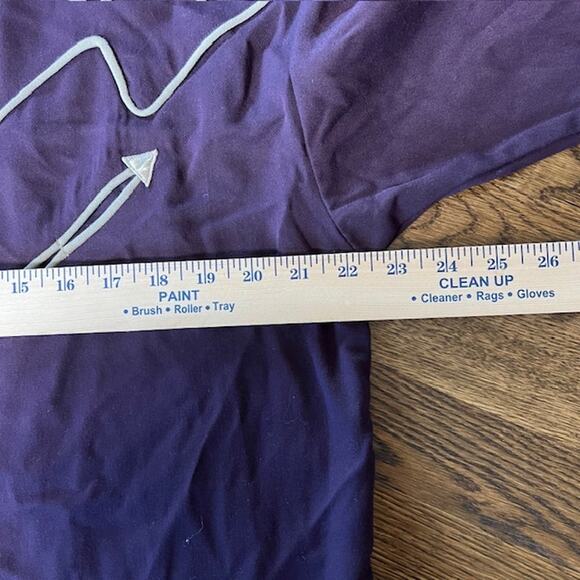 15 16 17 18 19 20 21 22 23 24 25 26
PAINT
• Brush • Roller • Tray
CLEAN UP
• Cleaner • Rags • Gloves